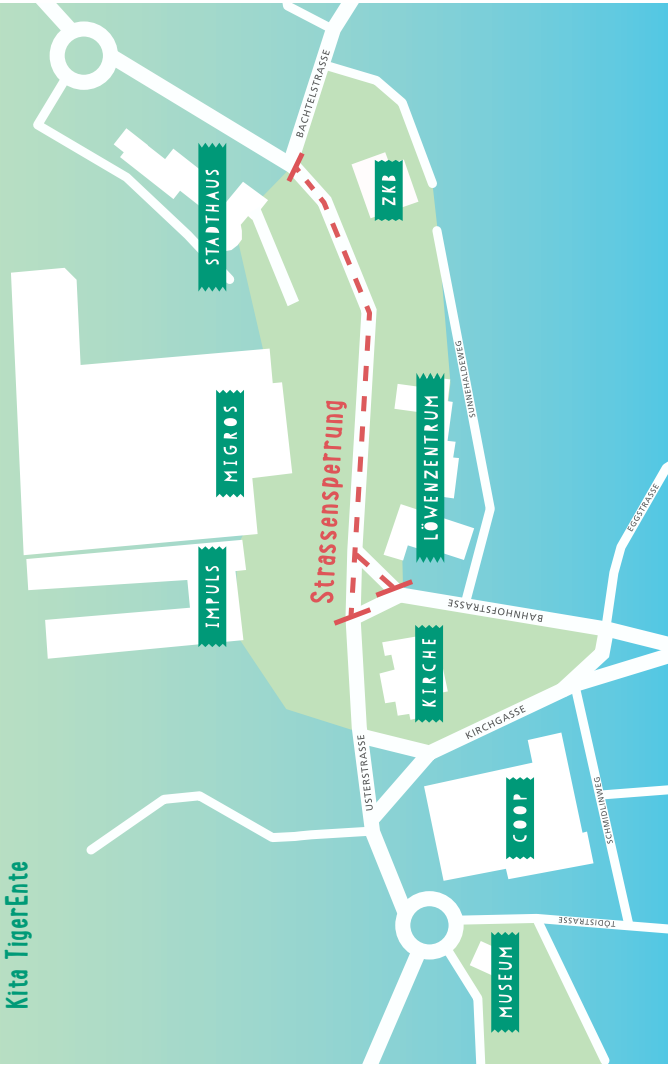 Kita TigerEnte
IMPULS
MIGROS
STADTHAUS
Strassensperrung
BACHTELSTRASSE
USTERSTRASSE
ZKB
LÖWENZENTRUM
KIRCHE
SUNNEHALDEWEG
BAHNHOFSTRASSE
KIRCHGASSE
MUSEUM
COOP
TÖDISTRASSE
SCHMIDLINWEG
EGGSTRASSE